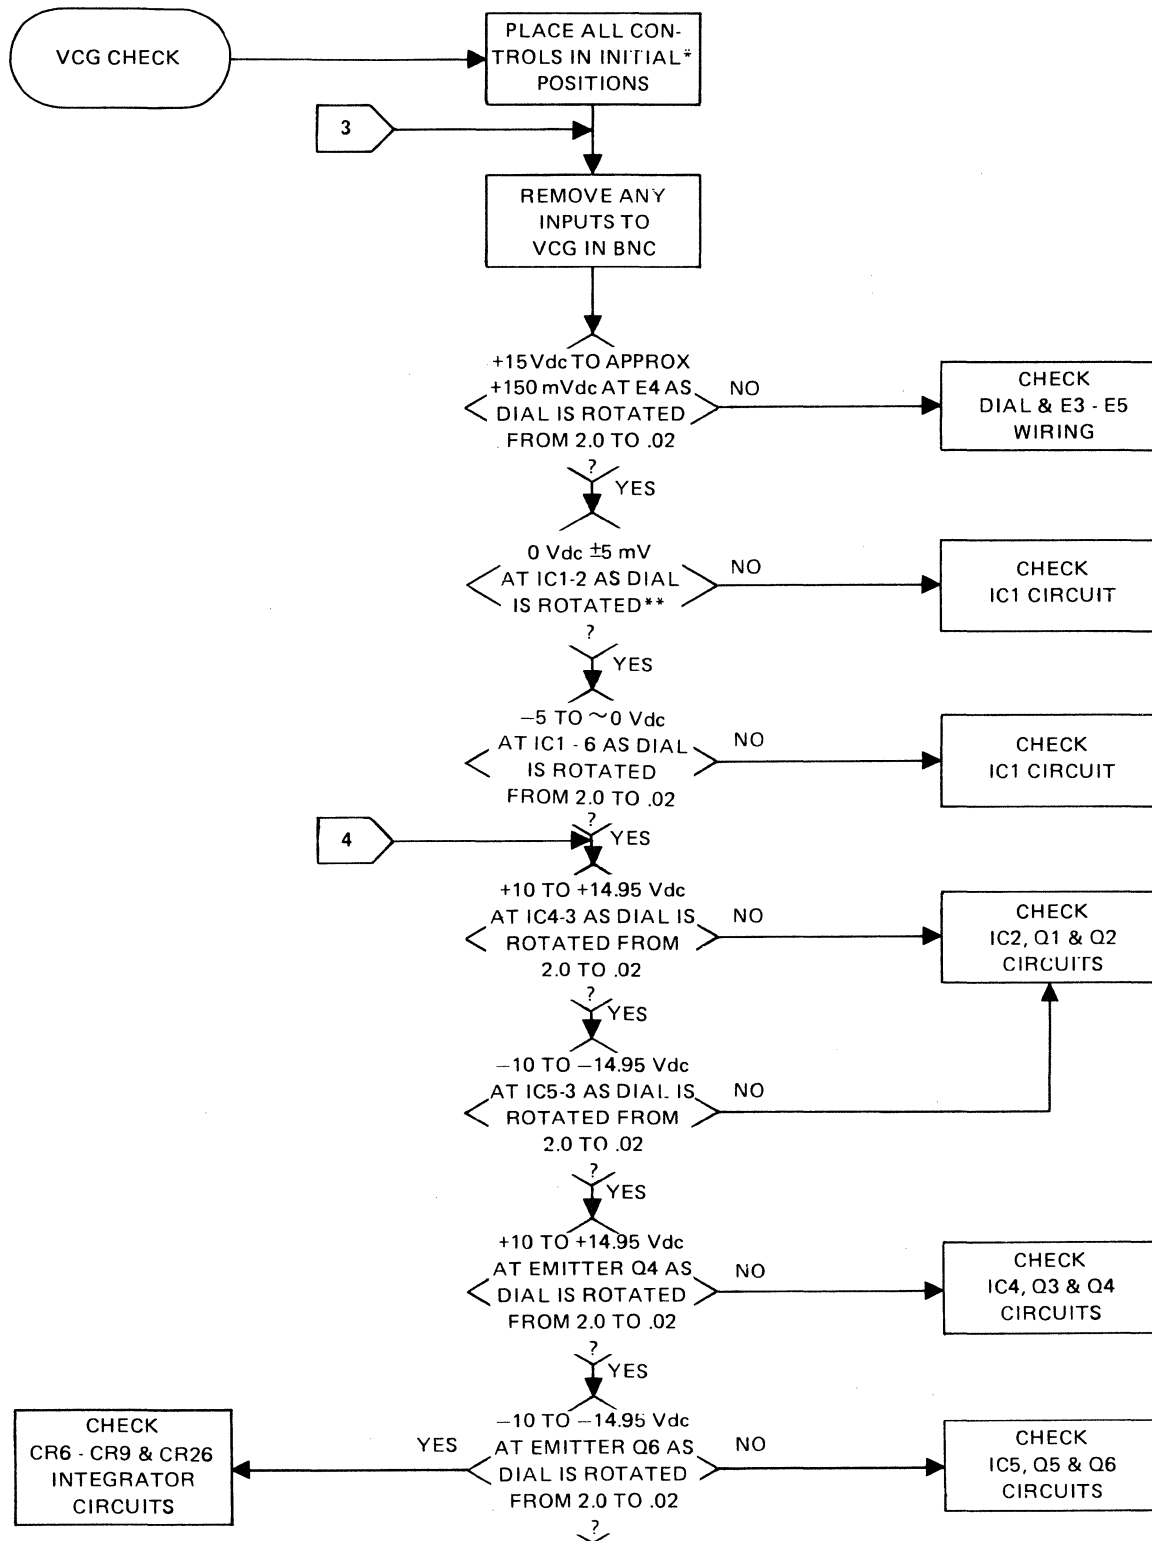 VCG CHECK
PLACE ALL CON-
TROLS IN INITIAL*
POSITIONS
3
REMOVE ANY
INPUTS TO
VCG IN BNC
+15 Vdc TO APPROX
+150 mVdc AT E4 AS
DIAL IS ROTATED
FROM 2.0 TO .02
?
NO
CHECK
DIAL & E3 - E5
WIRING
YES
0 Vdc ±5 mV
AT IC1-2 AS DIAL
IS ROTATED**
?
NO
CHECK
IC1 CIRCUIT
YES
−5 TO ~0 Vdc
AT IC1 - 6 AS DIAL
IS ROTATED
FROM 2.0 TO .02
?
NO
CHECK
IC1 CIRCUIT
YES
4
+10 TO +14.95 Vdc
AT IC4-3 AS DIAL IS
ROTATED FROM
2.0 TO .02
?
NO
CHECK
IC2, Q1 & Q2
CIRCUITS
YES
−10 TO −14.95 Vdc
AT IC5-3 AS DIAL IS
ROTATED FROM
2.0 TO .02
?
NO
YES
+10 TO +14.95 Vdc
AT EMITTER Q4 AS
DIAL IS ROTATED
FROM 2.0 TO .02
?
NO
CHECK
IC4, Q3 & Q4
CIRCUITS
YES
−10 TO −14.95 Vdc
AT EMITTER Q6 AS
DIAL IS ROTATED
FROM 2.0 TO .02
?
YES
CHECK
CR6 - CR9 & CR26
INTEGRATOR
CIRCUITS
NO
CHECK
IC5, Q5 & Q6
CIRCUITS